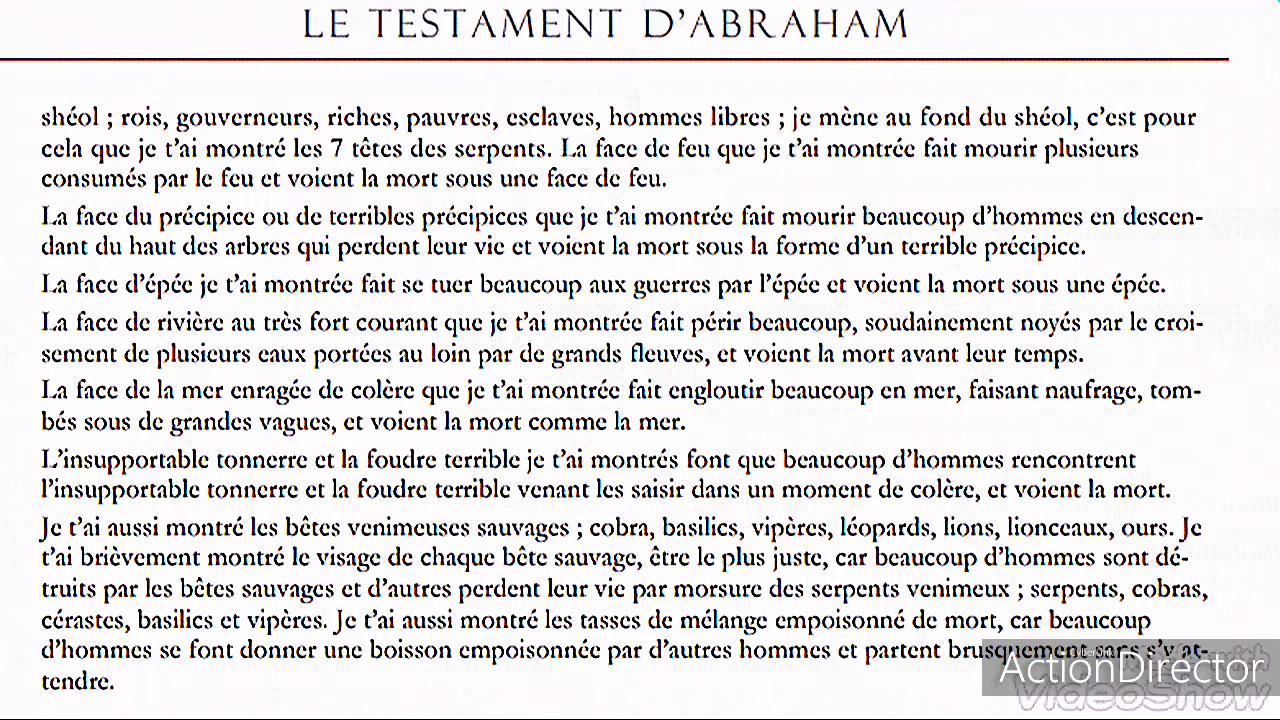 LE TESTAMENT D'ABRAHAM
shéol ; rois, gouverneurs, riches, pauvres, esclaves, hommes libres ; je mène au fond du shéol, c'est pour
cela que je t'ai montré les 7 têtes des serpents. La face de feu que je t'ai montrée fait mourir plusieurs
consumés par le feu et voient la mort sous une face de feu.
La face du précipice ou de terribles précipices que je t'ai montrée fait mourir beaucoup d'hommes en descen-
dant du haut des arbres qui perdent leur vie et voient la mort sous la forme d'un terrible précipice.
La face d'épée je t'ai montrée fait se tuer beaucoup aux guerres par l'épée et voient la mort sous une épée.
La face de rivière au très fort courant que je t'ai montrée fait périr beaucoup, soudainement noyés par le croi-
sement de plusieurs eaux portées au loin par de grands fleuves, et voient la mort avant leur temps.
La face de la mer enragée de colère que je t'ai montrée fait engloutir beaucoup en mer, faisant naufrage, tom-
bés sous de grandes vagues, et voient la mort comme la mer.
L'insupportable tonnerre et la foudre terrible je t'ai montrés font que beaucoup d'hommes rencontrent
l'insupportable tonnerre et la foudre terrible venant les saisir dans un moment de colère, et voient la mort.
Je t'ai aussi montré les bêtes venimeuses sauvages ; cobra, basilics, vipères, léopards, lions, lionceaux, ours. Je
t'ai brièvement montré le visage de chaque bête sauvage, être le plus juste, car beaucoup d'hommes sont dé-
truits par les bêtes sauvages et d'autres perdent leur vie par morsure des serpents venimeux ; serpents, cobras,
cérastes, basilics et vipères. Je t'ai aussi montré les tasses de mélange empoisonné de mort, car beaucoup
d'hommes se font donner une boisson empoisonnée par d'autres hommes et partent brusquement s'y at-
tendre.
CyberLink
ActionDirector
VideoShow